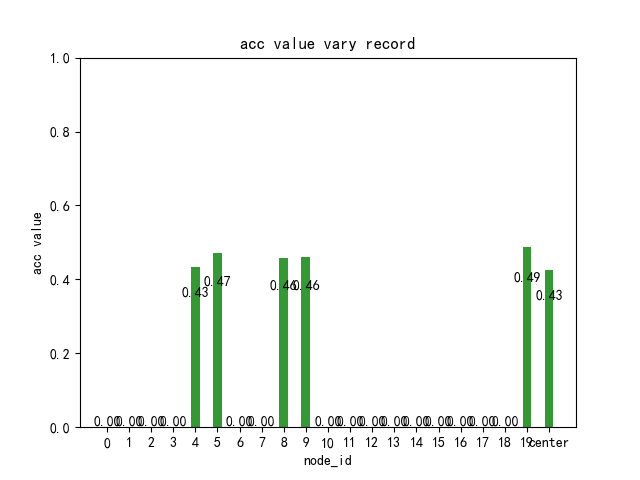 acc value vary record
1.0
0.8
0.6
0.4
0.2
0.0
acc value
0.00 0.00 0.00 0.00 0.43 0.47 0.00 0.00 0.46 0.46 0.00 0.00 0.00 0.00 0.00 0.00 0.00 0.00 0.00 0.49 0.43
0 1 2 3 4 5 6 7 8 9 10 11 12 13 14 15 16 17 18 19 center
node_id